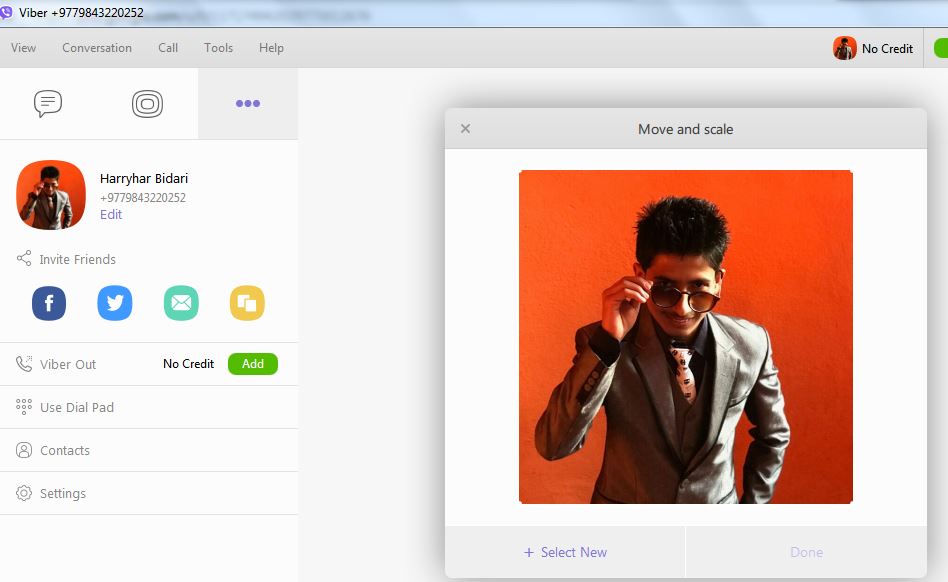 Viber +9779843220252
View Conversation Call Tools Help No Credit
Move and scale
Harryhar Bidari
+9779843220252
Edit
Invite Friends
f
Viber Out No Credit Add
Use Dial Pad
Contacts
Settings
+ Select New Done